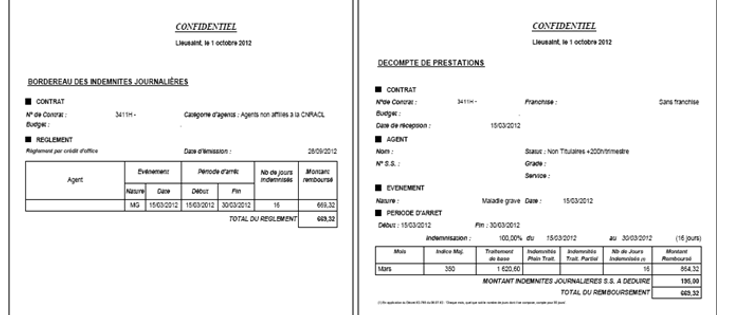 CONFIDENTIEL
Lieusaint, le 1 octobre 2012
BORDEREAU DES INDEMNITES JOURNALIÈRES
CONTRAT
N° de Contrat : 3411H - Catégorie d'agents : Agents non affiliés à la CNRACL
Budget : .
REGLEMENT
Règlement par crédit d'office Date d'émission : 28/09/2012
Agent Evénement Période d'arrêt Nb de jours indemnisés Montant remboursé
Nature Date Début Fin
MG 15/03/2012 15/03/2012 30/03/2012 16 669,32
TOTAL DU REGLEMENT 669,32
CONFIDENTIEL
Lieusaint, le 1 octobre 2012
DECOMPTE DE PRESTATIONS
CONTRAT
N°de Contrat : 3411H - Franchise : Sans franchise
Budget : .
Date de réception : 15/03/2012
AGENT
Nom : Statut : Non Titulaires +200h/trimestre
N° S.S. : Grade :
Service :
EVENEMENT
Nature : Maladie grave Date : 15/03/2012
PERIODE D'ARRET
Début : 15/03/2012 Fin : 30/03/2012
Indemnisation : 100,00% du 15/03/2012 au 30/03/2012 (16 jours)
Mois Indice Maj. Traitement de base Indemnités Plein Trait. Indemnités Trait. Partiel Nb de Jours Indemnisés (1) Montant Remboursé
Mars 350 1 620,60 16 864,32
MONTANT INDEMNITES JOURNALIERES S.S. A DEDUIRE 195,00
TOTAL DU REMBOURSEMENT 669,32